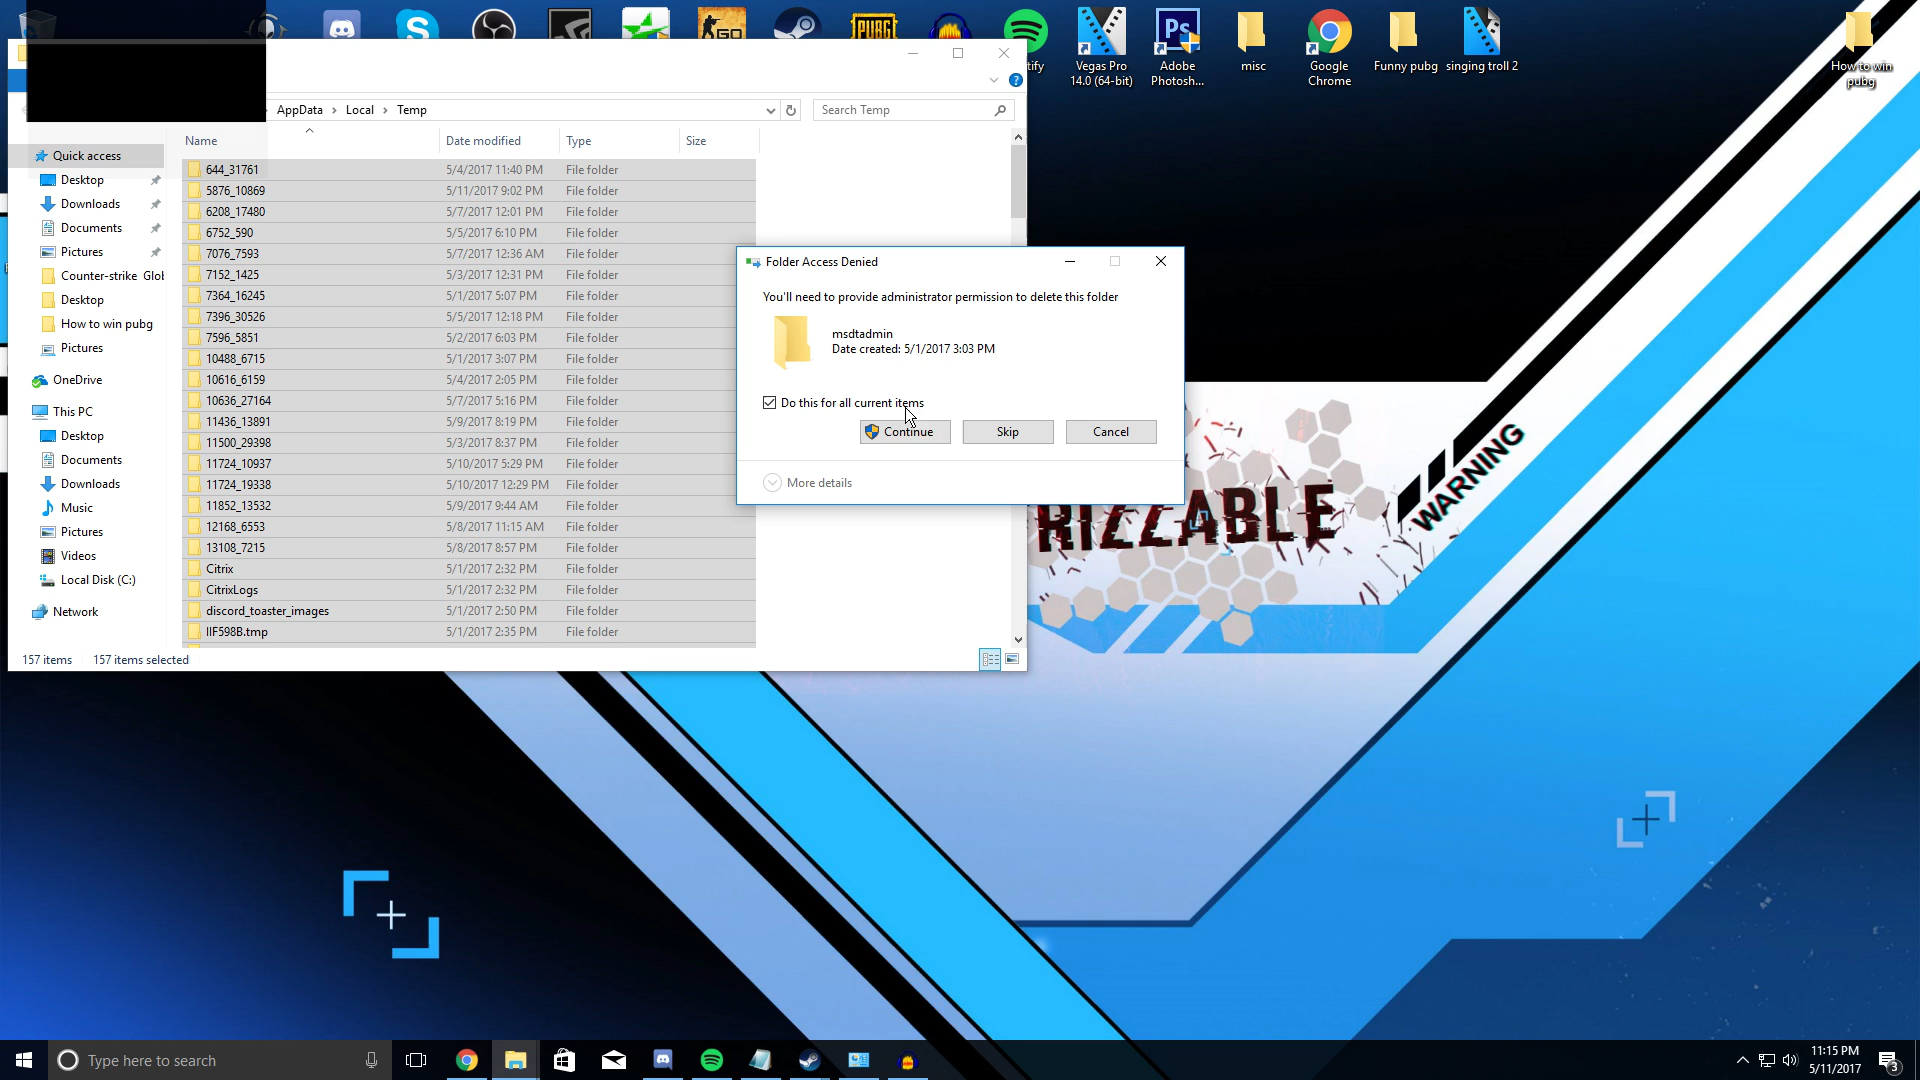 GO
PUBG
tify
Vegas Pro
14.0 (64-bit)
Ps
Adobe
Photosh...
misc
Google
Chrome
Funny pubg
singing troll 2
How to win
pubg
AppData > Local > Temp
Search Temp
Name
Date modified
Type
Size
Quick access
Desktop
Downloads
Documents
Pictures
Counter-strike Glob
Desktop
How to win pubg
Pictures
OneDrive
This PC
Desktop
Documents
Downloads
Music
Pictures
Videos
Local Disk (C:)
Network
644_31761 5/4/2017 11:40 PM File folder
5876_10869 5/11/2017 9:02 PM File folder
6208_17480 5/7/2017 12:01 PM File folder
6752_590 5/5/2017 6:10 PM File folder
7076_7593 5/7/2017 12:36 AM File folder
7152_1425 5/3/2017 12:31 PM File folder
7364_16245 5/1/2017 5:07 PM File folder
7396_30526 5/5/2017 12:18 PM File folder
7596_5851 5/2/2017 6:03 PM File folder
10488_6715 5/1/2017 3:07 PM File folder
10616_6159 5/4/2017 2:05 PM File folder
10636_27164 5/7/2017 5:16 PM File folder
11436_13891 5/9/2017 8:19 PM File folder
11500_29398 5/3/2017 8:37 PM File folder
11724_10937 5/10/2017 5:29 PM File folder
11724_19338 5/10/2017 12:29 PM File folder
11852_13532 5/9/2017 9:44 AM File folder
12168_6553 5/8/2017 11:15 AM File folder
13108_7215 5/8/2017 8:57 PM File folder
Citrix 5/1/2017 2:32 PM File folder
CitrixLogs 5/1/2017 2:32 PM File folder
discord_toaster_images 5/1/2017 2:50 PM File folder
IIF598B.tmp 5/1/2017 2:35 PM File folder
157 items 157 items selected
Folder Access Denied
You'll need to provide administrator permission to delete this folder
msdtadmin
Date created: 5/1/2017 3:03 PM
Do this for all current items
Continue
Skip
Cancel
More details
RIZZABLE
WARNING
Type here to search
11:15 PM
5/11/2017
3